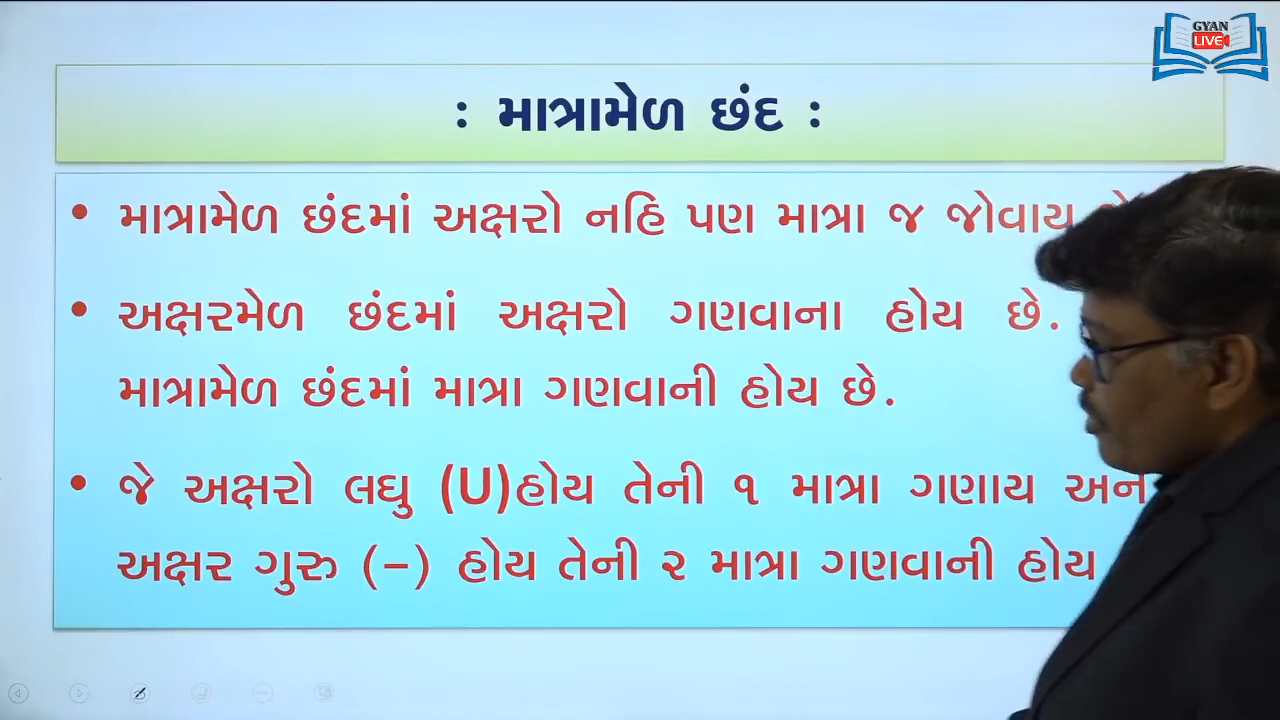 GYAN
LIVE
: માત્રામેળ છંદ :
• માત્રામેળ છંદમાં અક્ષરો નહિ પણ માત્રા જ જોવાય
• અક્ષરમેળ છંદમાં અક્ષરો ગણવાના હોય છે.
માત્રામેળ છંદમાં માત્રા ગણવાની હોય છે.
• જે અક્ષરો લઘુ (U)હોય તેની ૧ માત્રા ગણાય
અક્ષર ગુરુ (–) હોય તેની ૨ માત્રા ગણવાની હોય